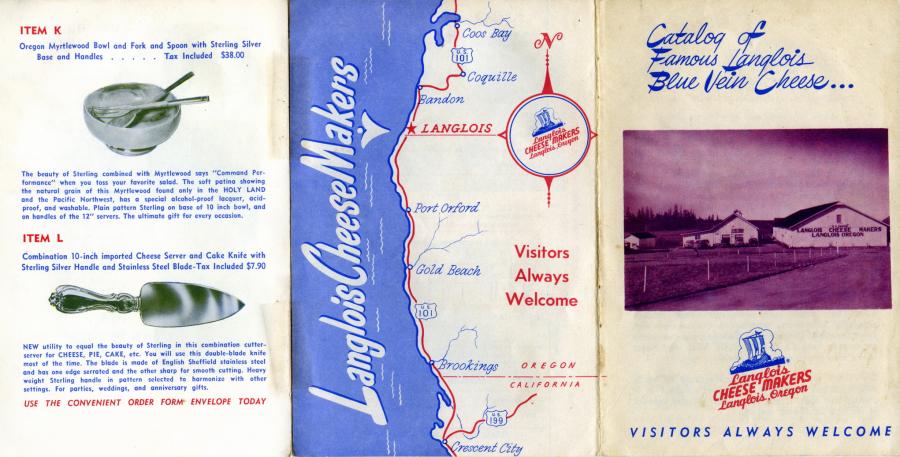 ITEM K
Oregon Myrtlewood Bowl and Fork and Spoon with Sterling Silver
Base and Handles . . . . . Tax Included $38.00
The beauty of Sterling combined with Myrtlewood says "Command Per-
formance" when you toss your favorite salad. The soft patina showing
the natural grain of this Myrtlewood found only in the HOLY LAND
and the Pacific Northwest, has a special alcohol-proof lacquer, acid-
proof, and washable. Plain pattern Sterling on base of 10 inch bowl, and
on handles of the 12" servers. The ultimate gift for every occasion.
ITEM L
Combination 10-inch imported Cheese Server and Cake Knife with
Sterling Silver Handle and Stainless Steel Blade-Tax Included $7.90
NEW utility to equal the beauty of Sterling in this combination cutter-
server for CHEESE, PIE, CAKE, etc. You will use this double-blade knife
most of the time. The blade is made of English Sheffield stainless steel
and has one edge serrated and the other sharp for smooth cutting. Heavy
weight Sterling handle in pattern selected to harmonize with other
settings. For parties, weddings, and anniversary gifts.
USE THE CONVENIENT ORDER FORM ENVELOPE TODAY
Langlois Cheese Makers
Coos Bay
U.S.
101
Coquille
Bandon
LANGLOIS
N
Langlois
CHEESE MAKERS
Langlois, Oregon
Port Orford
Gold Beach
U.S.
101
Visitors
Always
Welcome
Brookings
OREGON
CALIFORNIA
U.S.
199
Crescent City
Catalog of
Famous Langlois
Blue Vein Cheese...
LANGLOIS CHEESE MAKERS
LANGLOIS OREGON
Langlois
CHEESE MAKERS
Langlois, Oregon
VISITORS ALWAYS WELCOME